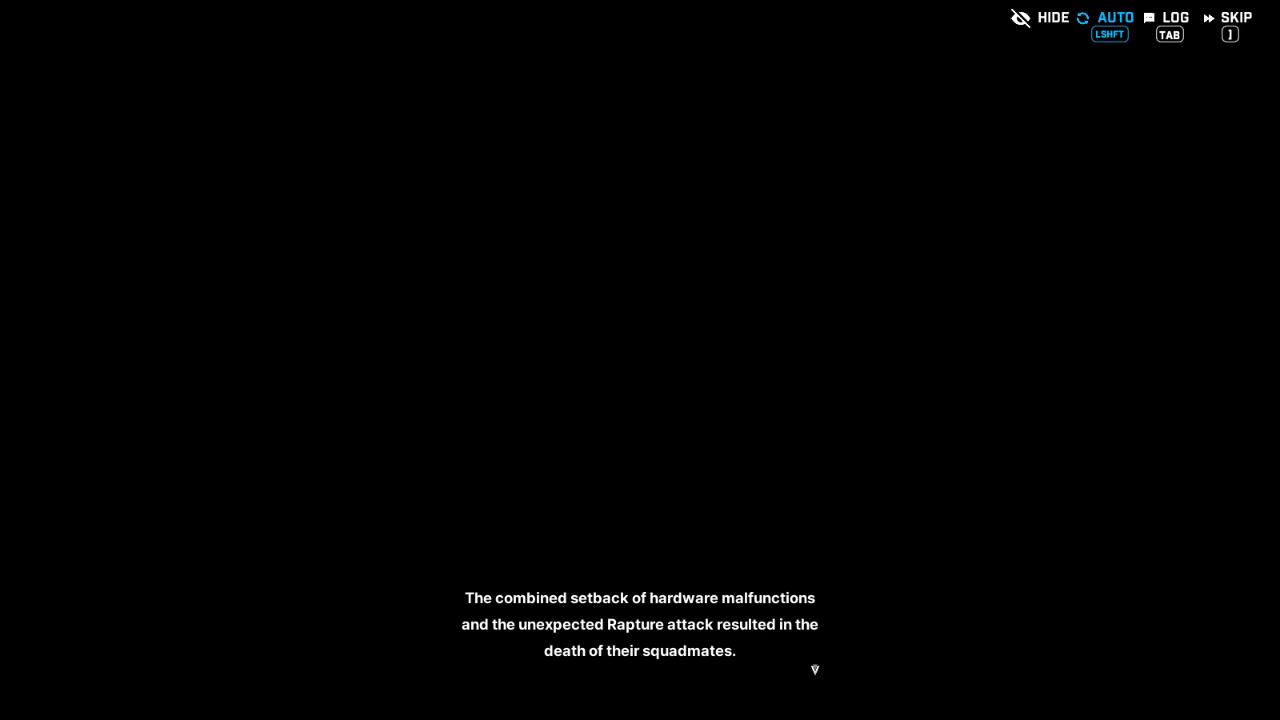 HIDE AUTO LOG SKIP
LSHFT TAB ]
The combined setback of hardware malfunctions
and the unexpected Rapture attack resulted in the
death of their squadmates.